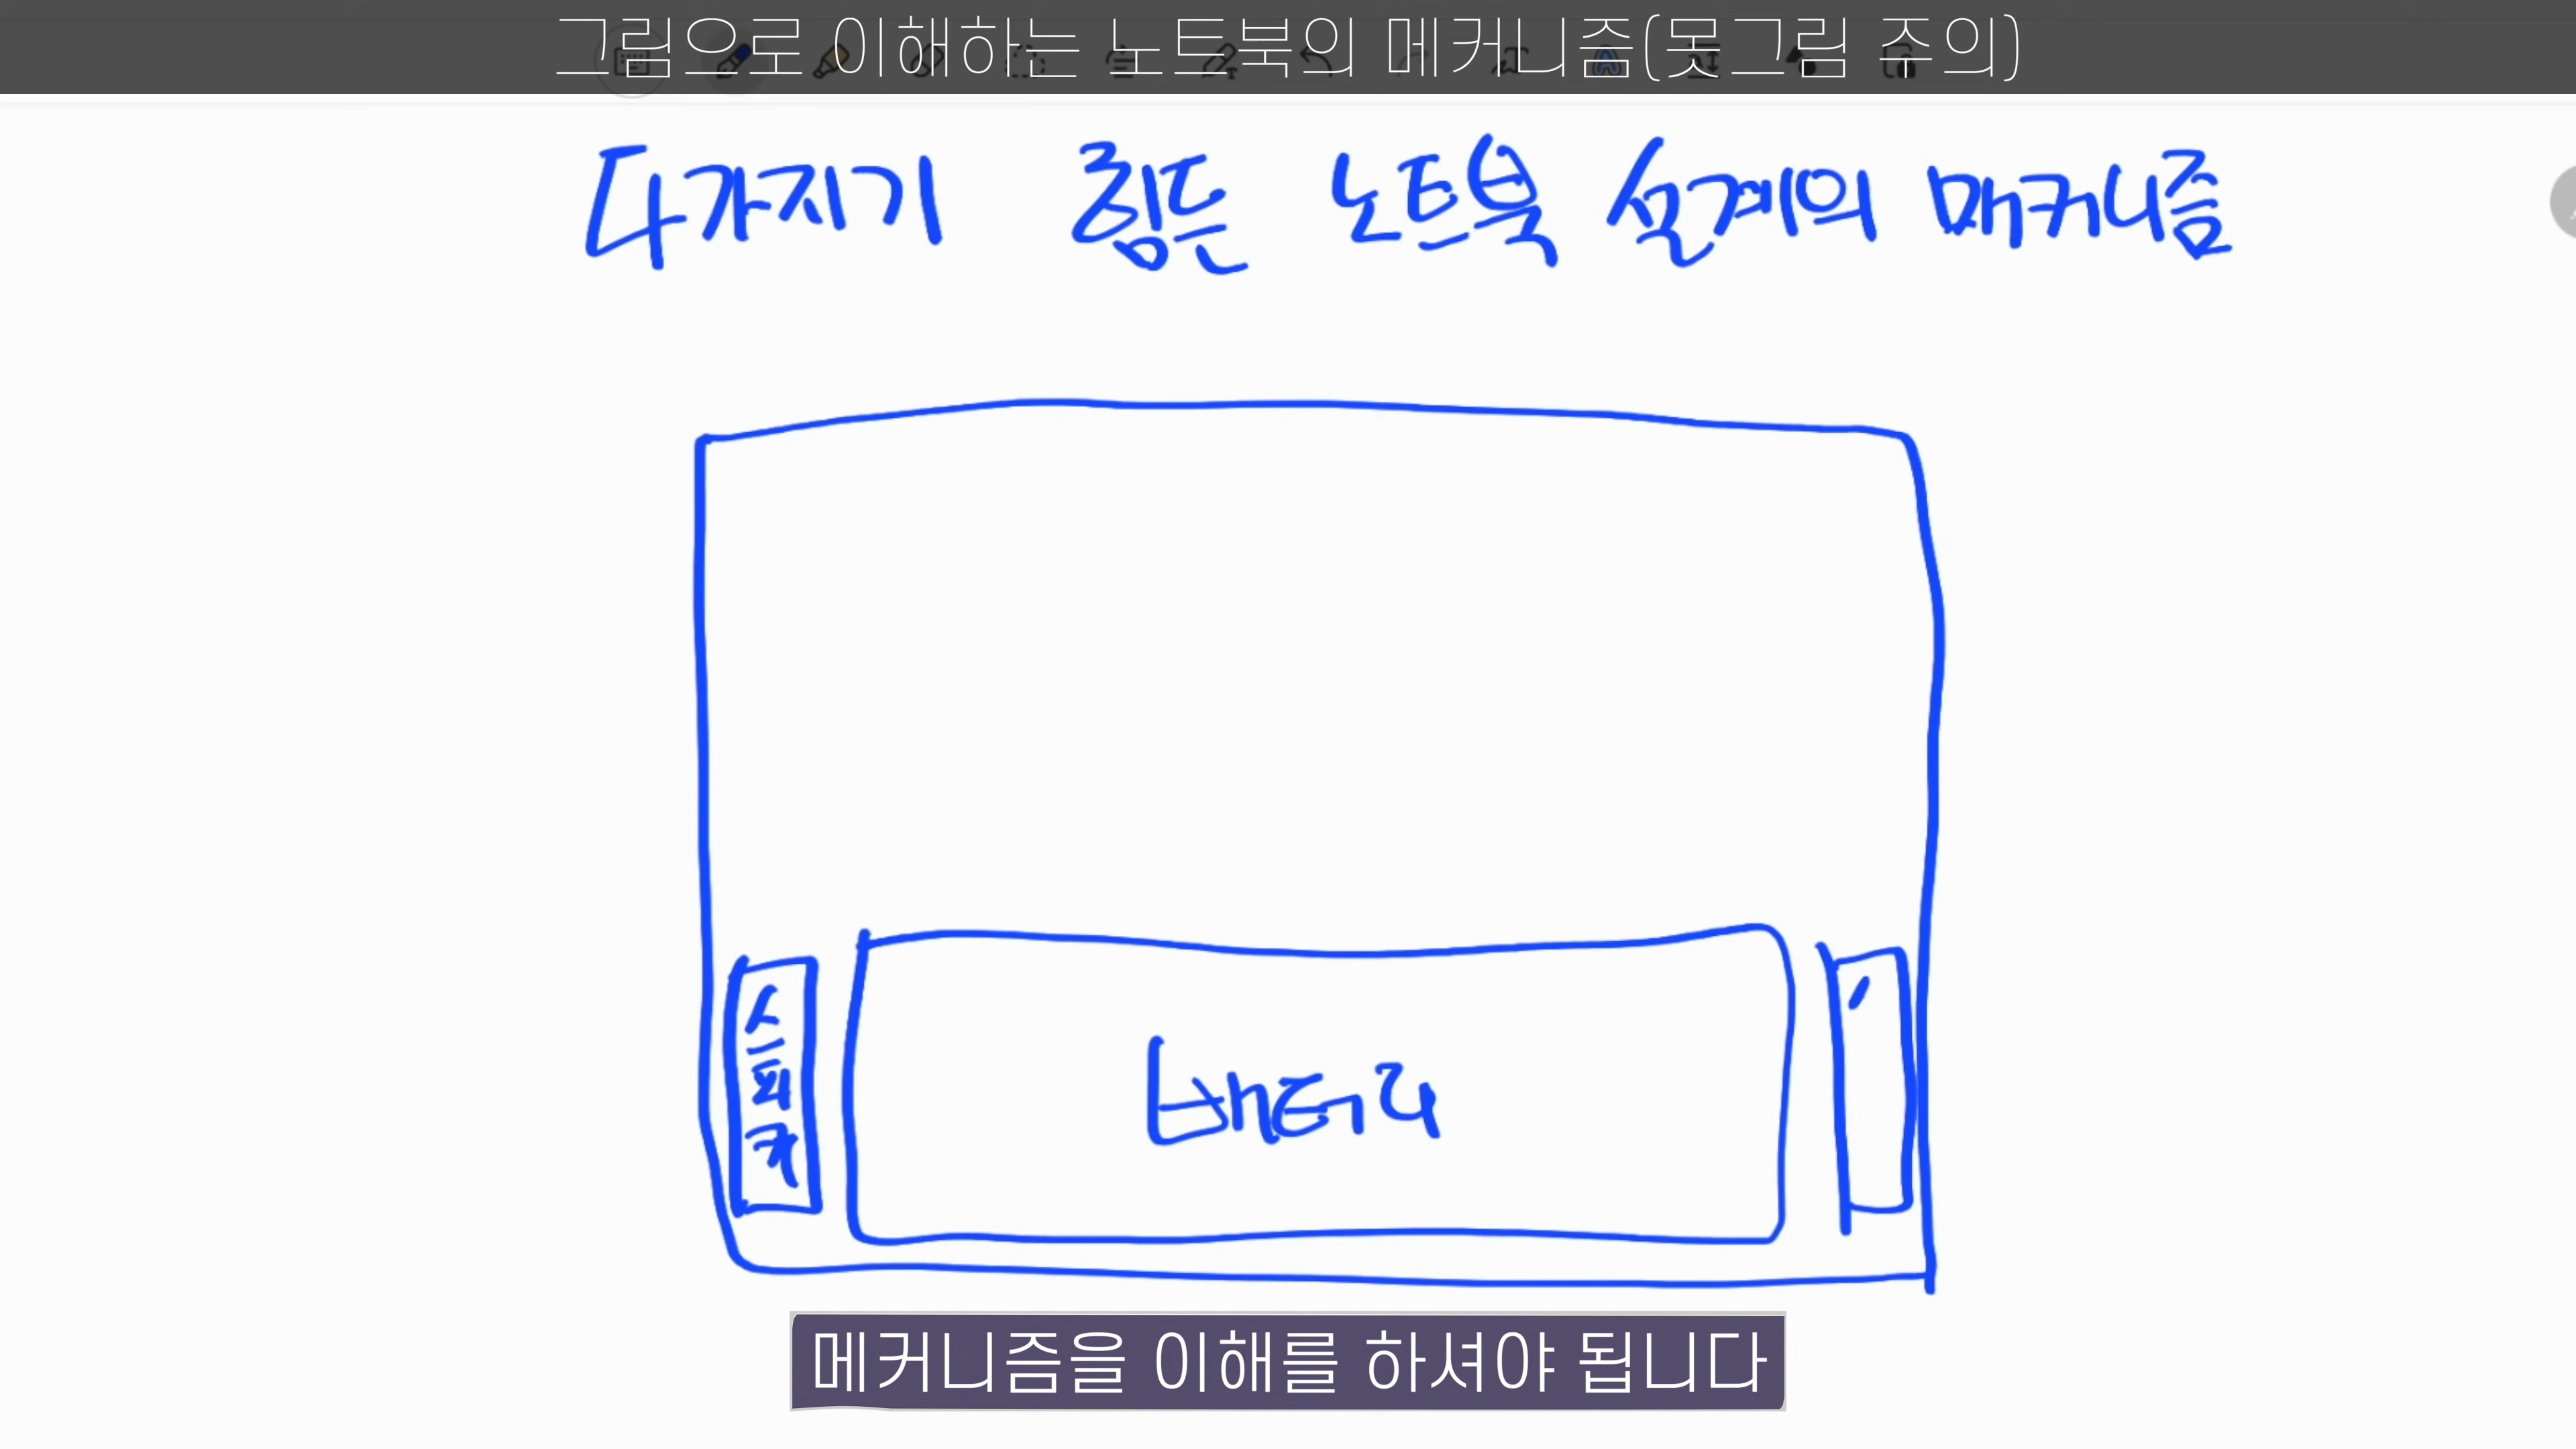 그림으로 이해하는 노트북의 메커니즘(못그림 주의)
다가지기 힘든 노트북 설계의 매커니즘
스피커
배터리
메커니즘을 이해를 하셔야 됩니다